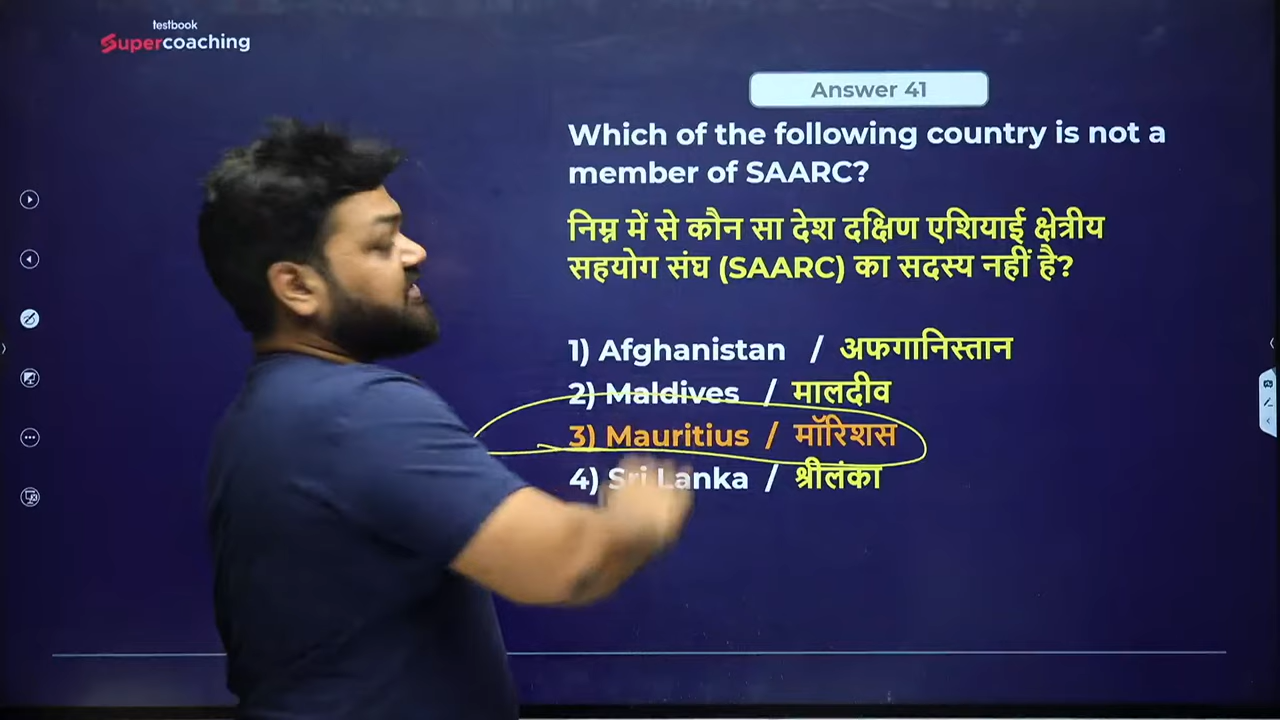 testbook
Supercoaching
Answer 41
Which of the following country is not a
member of SAARC?
निम्न में से कौन सा देश दक्षिण एशियाई क्षेत्रीय
सहयोग संघ (SAARC) का सदस्य नहीं है?
1) Afghanistan / अफगानिस्तान
2) Maldives / मालदीव
3) Mauritius / मॉरिशस
4) Sri Lanka / श्रीलंका